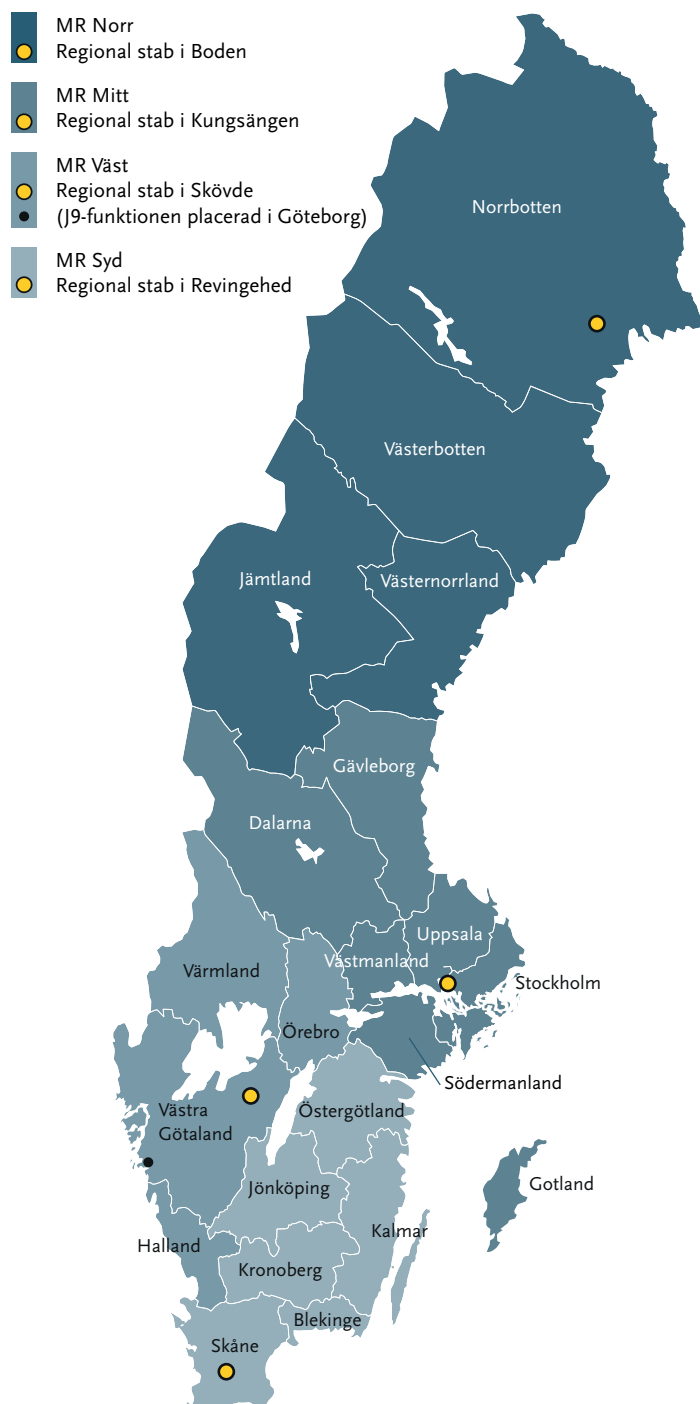 MR Norr
Regional stab i Boden
MR Mitt
Regional stab i Kungsängen
MR Väst
Regional stab i Skövde
(J9-funktionen placerad i Göteborg)
MR Syd
Regional stab i Revingehed
Norrbotten
Västerbotten
Jämtland
Västernorrland
Gävleborg
Dalarna
Uppsala
Västmanland
Värmland
Stockholm
Örebro
Södermanland
Västra
Götaland
Östergötland
Jönköping
Gotland
Kalmar
Halland
Kronoberg
Blekinge
Skåne